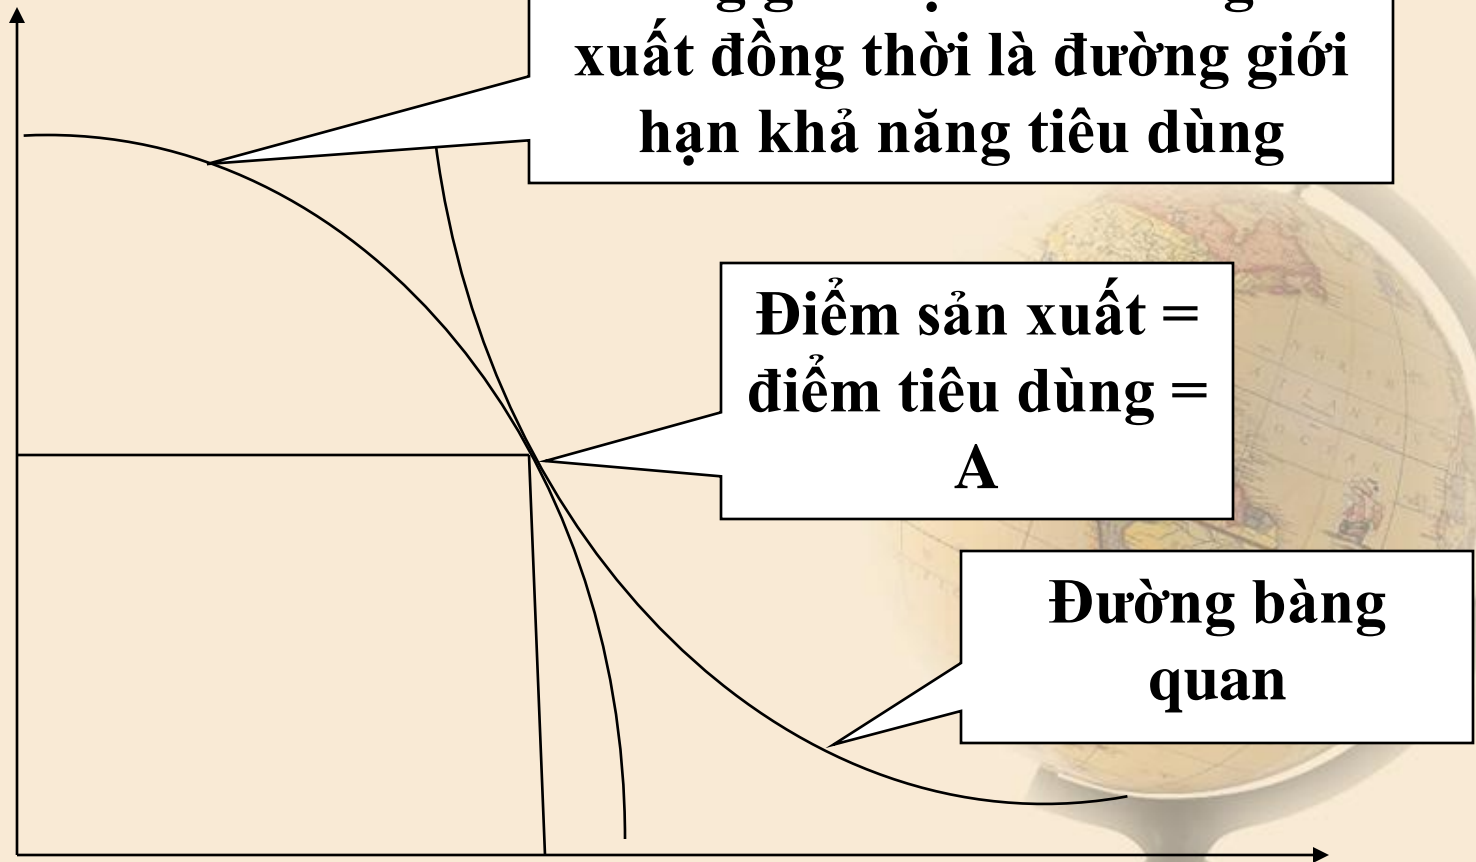 xuất đồng thời là đường giới
hạn khả năng tiêu dùng
Điểm sản xuất =
điểm tiêu dùng =
A
Đường bàng
quan